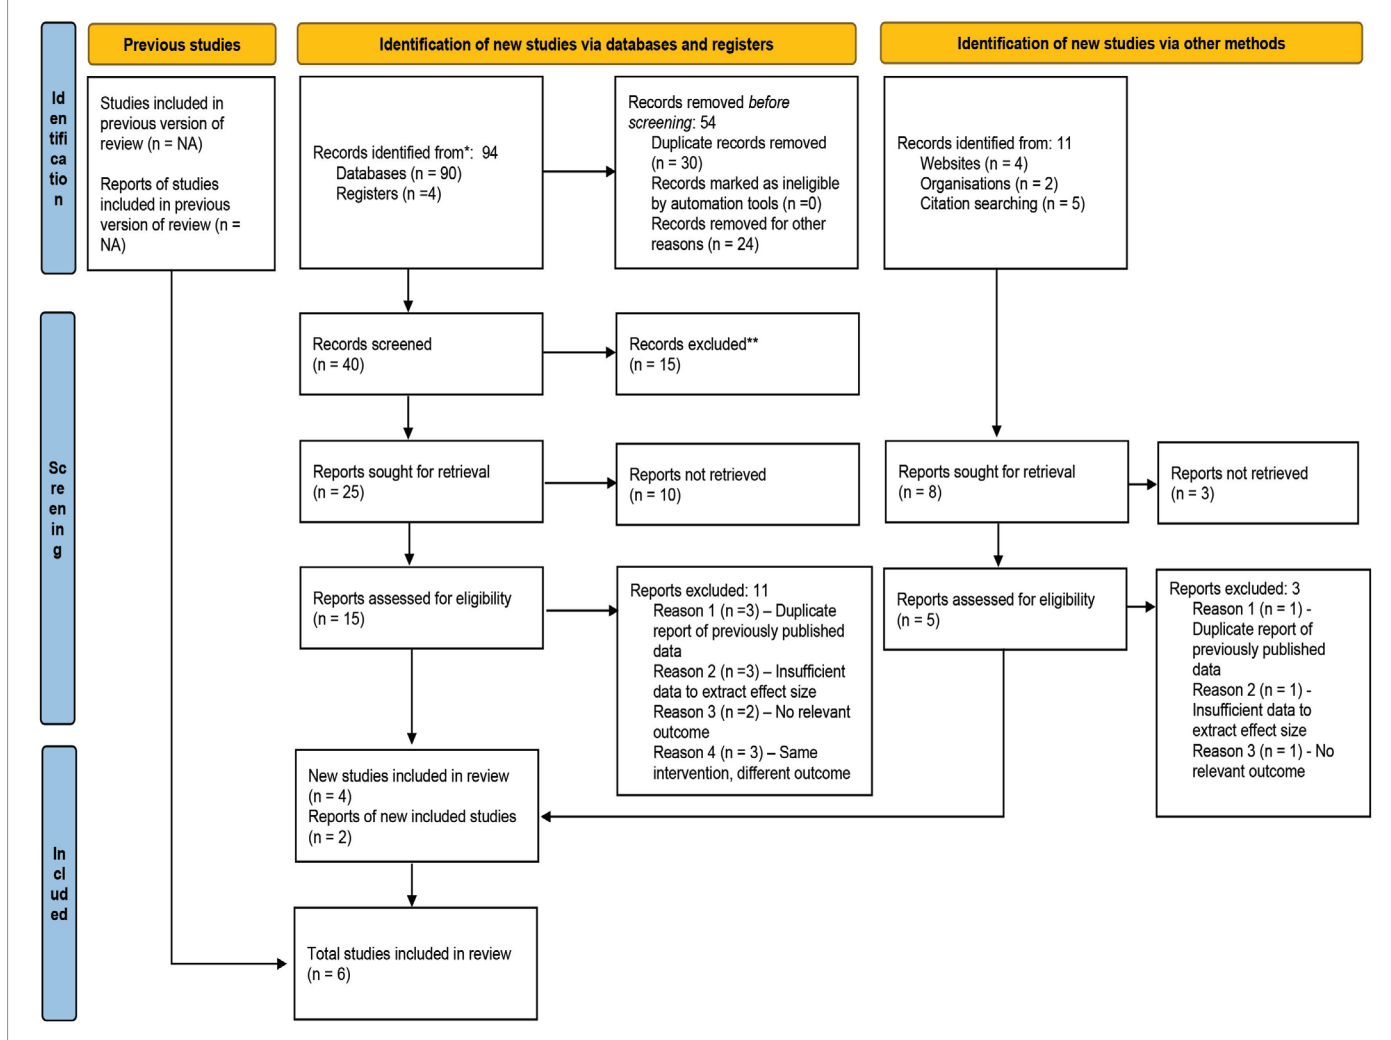 Previous studies
Identification of new studies via databases and registers
Identification of new studies via other methods
Id
en
tifi
ca
tio
n
Studies included in
previous version of
review (n = NA)
Reports of studies
included in previous
version of review (n =
NA)
Records identified from*: 94
Databases (n = 90)
Registers (n =4)
Records removed before
screening: 54
Duplicate records removed
(n = 30)
Records marked as ineligible
by automation tools (n =0)
Records removed for other
reasons (n = 24)
Records identified from: 11
Websites (n = 4)
Organisations (n = 2)
Citation searching (n = 5)
Sc
re
en
in
g
Records screened
(n = 40)
Records excluded**
(n = 15)
Reports sought for retrieval
(n = 25)
Reports not retrieved
(n = 10)
Reports sought for retrieval
(n = 8)
Reports not retrieved
(n = 3)
Reports assessed for eligibility
(n = 15)
Reports excluded: 11
Reason 1 (n =3) – Duplicate
report of previously published
data
Reason 2 (n =3) – Insufficient
data to extract effect size
Reason 3 (n =2) – No relevant
outcome
Reason 4 (n = 3) – Same
intervention, different outcome
Reports assessed for eligibility
(n = 5)
Reports excluded: 3
Reason 1 (n = 1) -
Duplicate report of
previously published
data
Reason 2 (n = 1) -
Insufficient data to
extract effect size
Reason 3 (n = 1) - No
relevant outcome
In
cl
ud
ed
New studies included in review
(n = 4)
Reports of new included studies
(n = 2)
Total studies included in review
(n = 6)